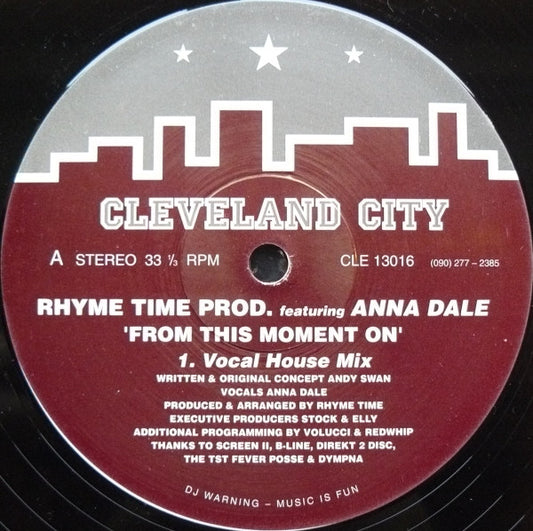 CLEVELAND CITY
A STEREO 33 ⅓ RPM CLE 13016 (090) 277 – 2385
RHYME TIME PROD. featuring ANNA DALE
'FROM THIS MOMENT ON'
1. Vocal House Mix
WRITTEN & ORIGINAL CONCEPT ANDY SWAN
VOCALS ANNA DALE
PRODUCED & ARRANGED BY RHYME TIME
EXECUTIVE PRODUCERS STOCK & ELLY
ADDITIONAL PROGRAMMING BY VOLUCCI & REDWHIP
THANKS TO SCREEN II, B-LINE, DIREKT 2 DISC,
THE TST FEVER POSSE & DYMPNA
DJ WARNING – MUSIC IS FUN